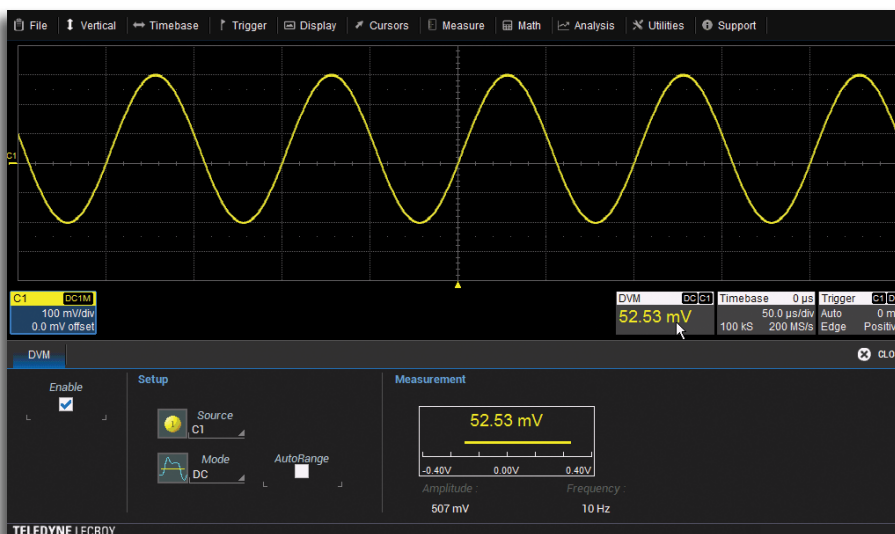 File Vertical Timebase Trigger Display Cursors Measure Math Analysis Utilities Support
C1
C1 DC1M
100 mV/div
0.0 mV offset
DVM DC C1
52.53 mV
Timebase 0 µs
50.0 µs/div
100 kS 200 MS/s
Trigger C1 D
Auto 0 m
Edge Positiv
DVM
CLO
Enable
Setup
Source
C1
Mode
DC
AutoRange
Measurement
52.53 mV
-0.40V 0.00V 0.40V
Amplitude : Frequency :
507 mV 10 Hz
TELEDYNE LECROY